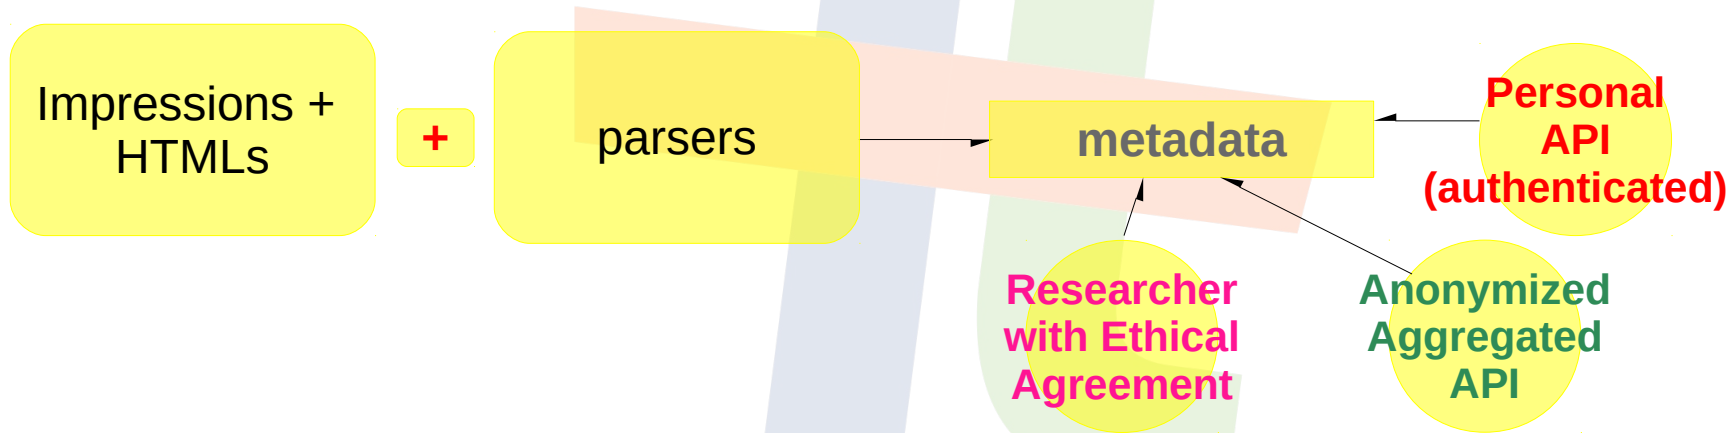 Impressions +
HTMLs
+
parsers
metadata
Personal
API
(authenticated)
Researcher
with Ethical
Agreement
Anonymized
Aggregated
API